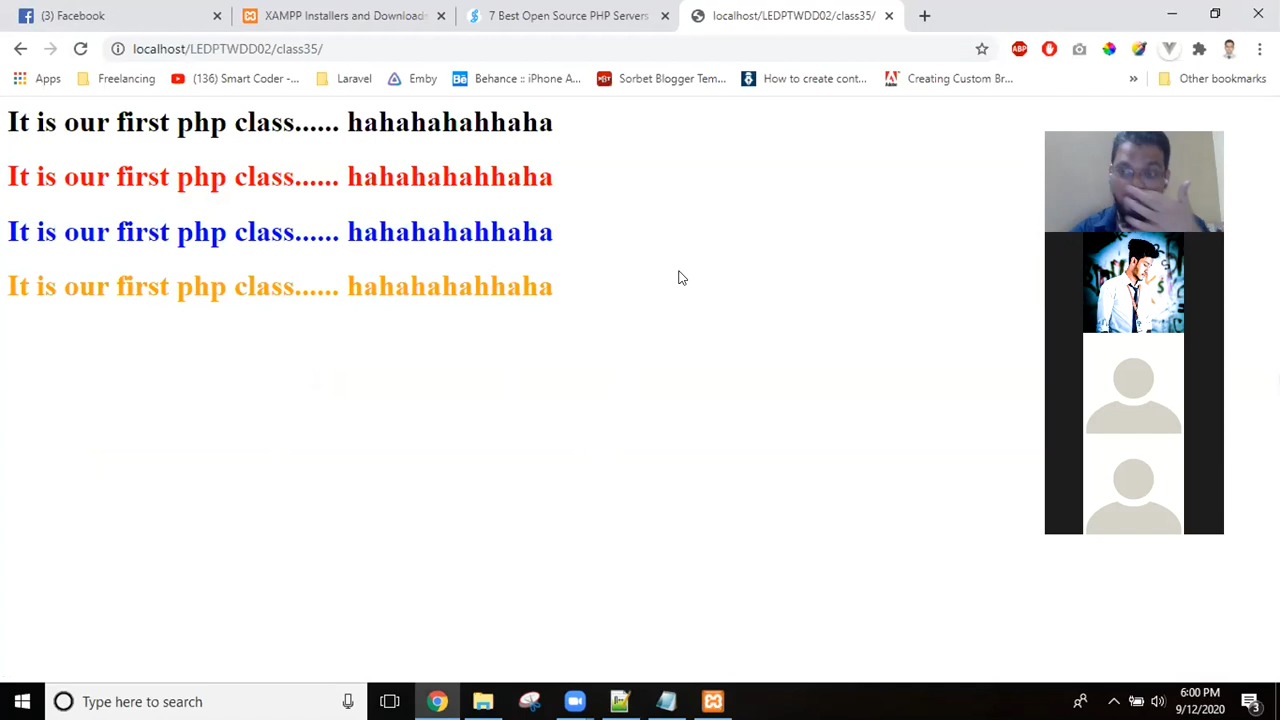 (3) Facebook
XAMPP Installers and Downloads
7 Best Open Source PHP Servers
localhost/LEDPTWDD02/class35/
localhost/LEDPTWDD02/class35/
ABP
Apps
Freelancing
(136) Smart Coder -...
Laravel
Emby
Behance :: iPhone A...
Sorbet Blogger Tem...
How to create cont...
Creating Custom Br...
Other bookmarks
It is our first php class...... hahahahahhaha
It is our first php class...... hahahahahhaha
It is our first php class...... hahahahahhaha
It is our first php class...... hahahahahhaha
Type here to search
6:00 PM
9/12/2020
3